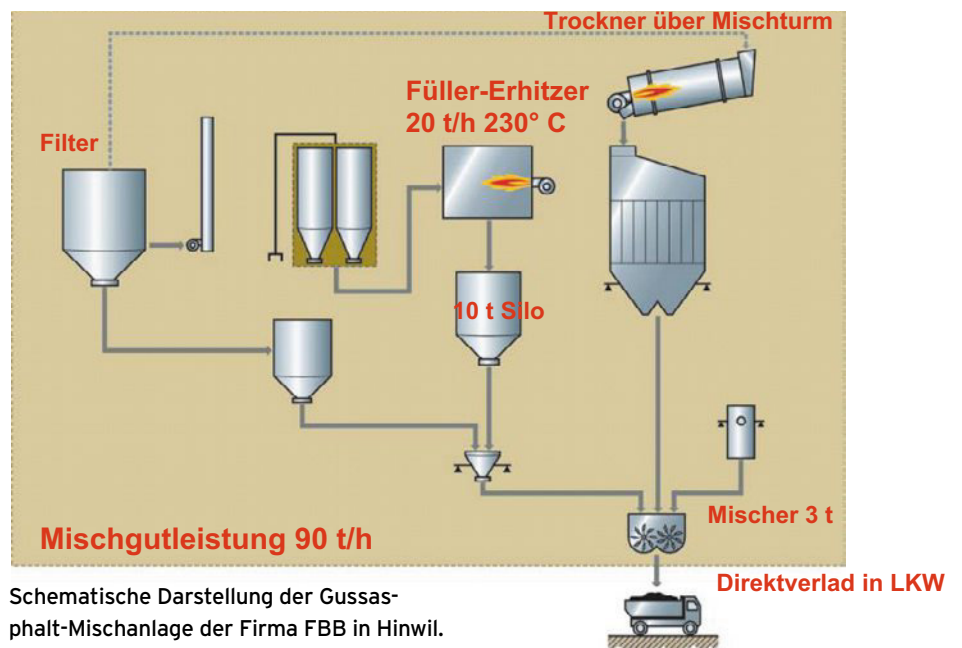 Trockner über Mischturm
Füller-Erhitzer
20 t/h 230° C
Filter
10 t Silo
Mischer 3 t
Mischgutleistung 90 t/h
Direktverlad in LKW
Schematische Darstellung der Gussas-
phalt-Mischanlage der Firma FBB in Hinwil.